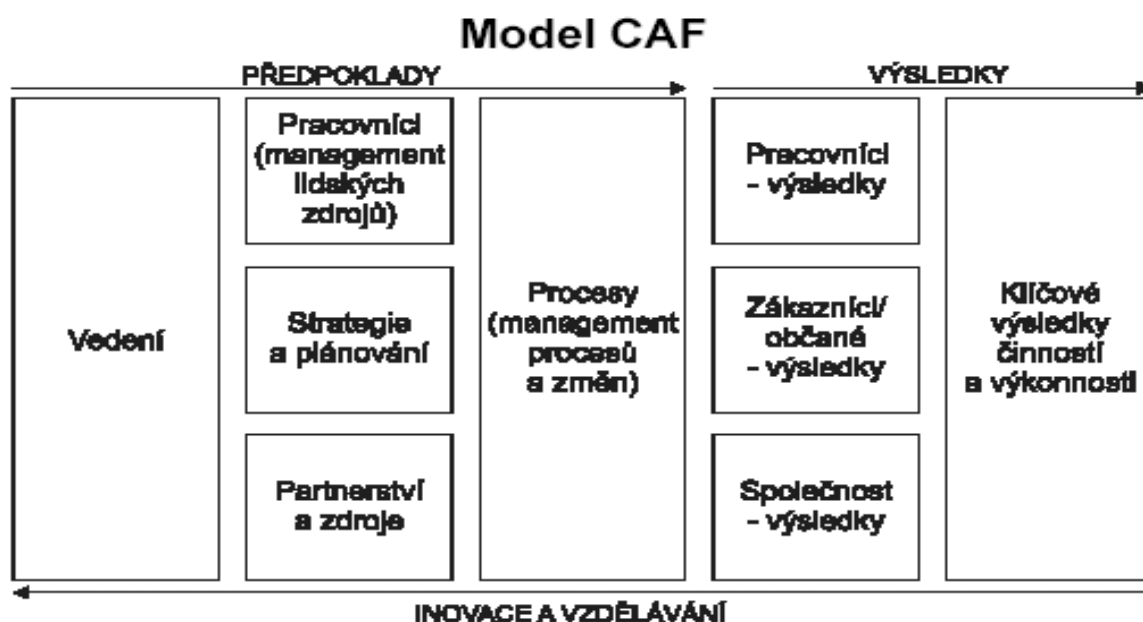 Model CAF
PŘEDPOKLADY
VÝSLEDKY
Vedení
Pracovníci
(management
lidských
zdrojů)
Strategie
a plánování
Partnerství
a zdroje
Procesy
(management
procesů
a změn)
Pracovníci
- výsledky
Zákazníci/
občané
- výsledky
Společnost
- výsledky
Klíčové
výsledky
činností
a výkonnosti
INOVACE A VZDĚLÁVÁNÍ